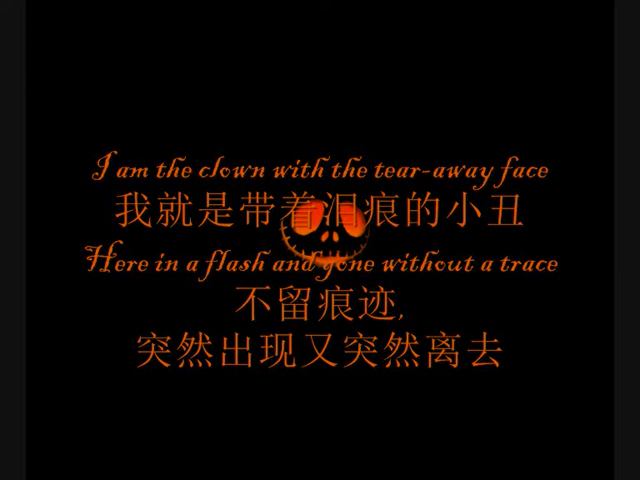 I am the clown with the tear-away face
我就是带着泪痕的小丑
Here in a flash and gone without a trace
不留痕迹,
突然出现又突然离去